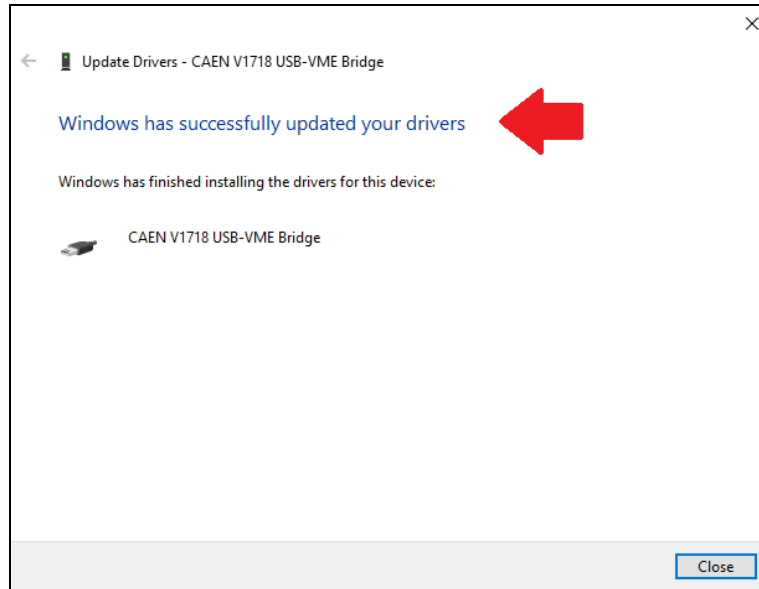 Update Drivers - CAEN V1718 USB-VME Bridge
Windows has successfully updated your drivers
Windows has finished installing the drivers for this device:
CAEN V1718 USB-VME Bridge
Close